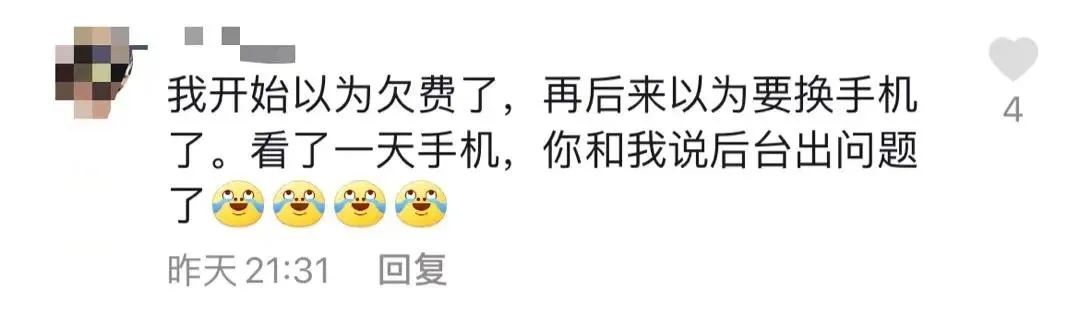 我开始以为欠费了，再后来以为要换手机
了。看了一天手机，你和我说后台出问题
了😂😂😂😂
昨天 21:31 回复
4